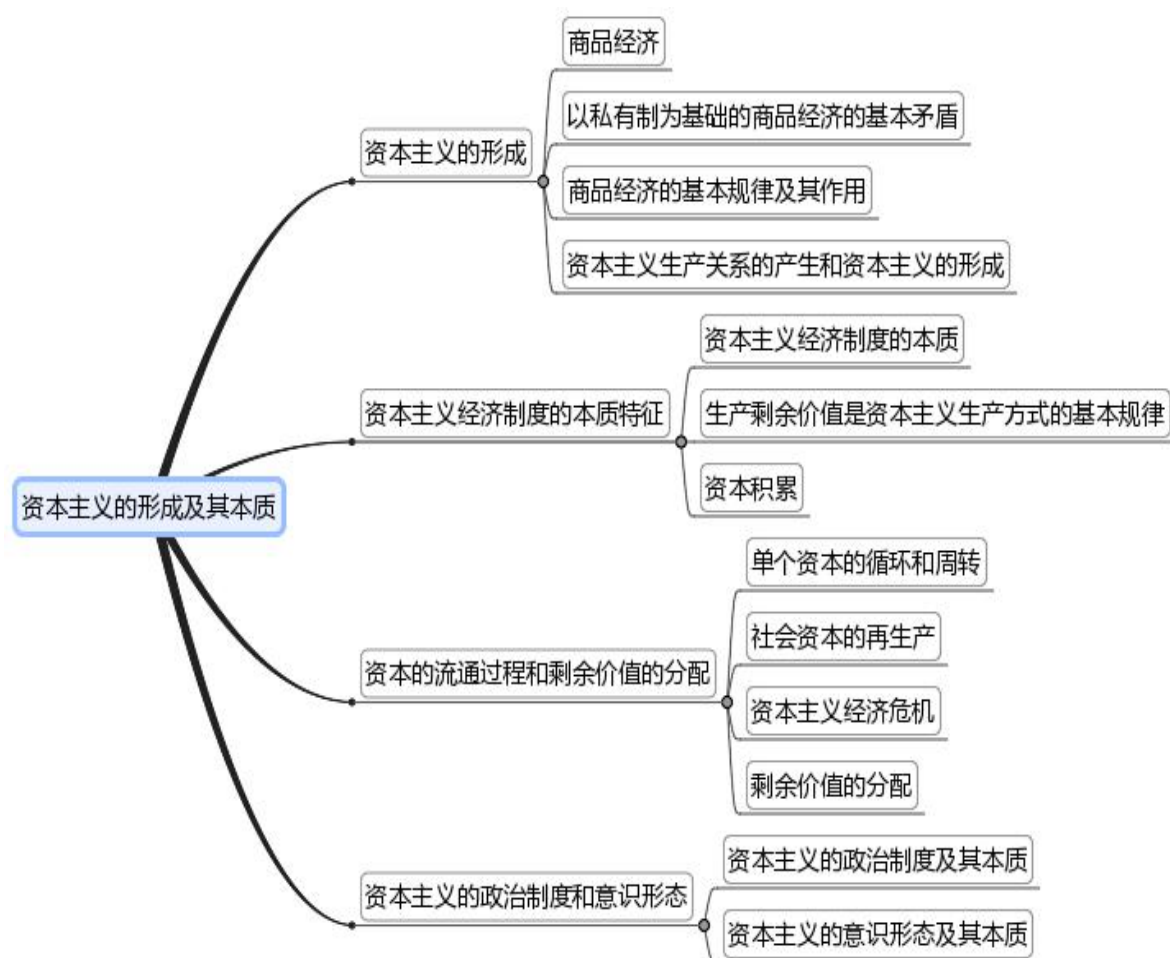 商品经济
以私有制为基础的商品经济的基本矛盾
资本主义的形成
商品经济的基本规律及其作用
资本主义生产关系的产生和资本主义的形成
资本主义经济制度的本质
资本主义经济制度的本质特征
生产剩余价值是资本主义生产方式的基本规律
资本积累
资本主义的形成及其本质
单个资本的循环和周转
社会资本的再生产
资本的流通过程和剩余价值的分配
资本主义经济危机
剩余价值的分配
资本主义的政治制度及其本质
资本主义的政治制度和意识形态
资本主义的意识形态及其本质